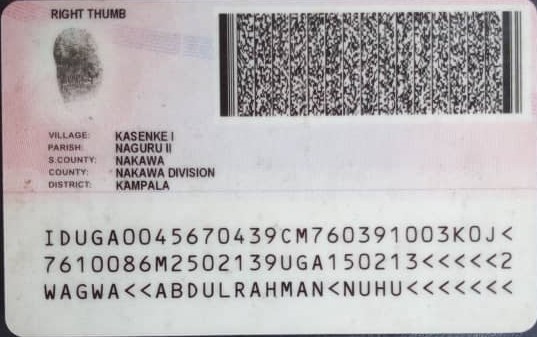 RIGHT THUMB
VILLAGE: KASENKE I
PARISH: NAGURU II
S.COUNTY: NAKAWA
COUNTY: NAKAWA DIVISION
DISTRICT: KAMPALA
IDUGA0045670439CM760391003K0J<
7610086M2502139UGA150213<<<<<2
WAGWA<<ABDULRAHMAN<NUHU<<<<<<<